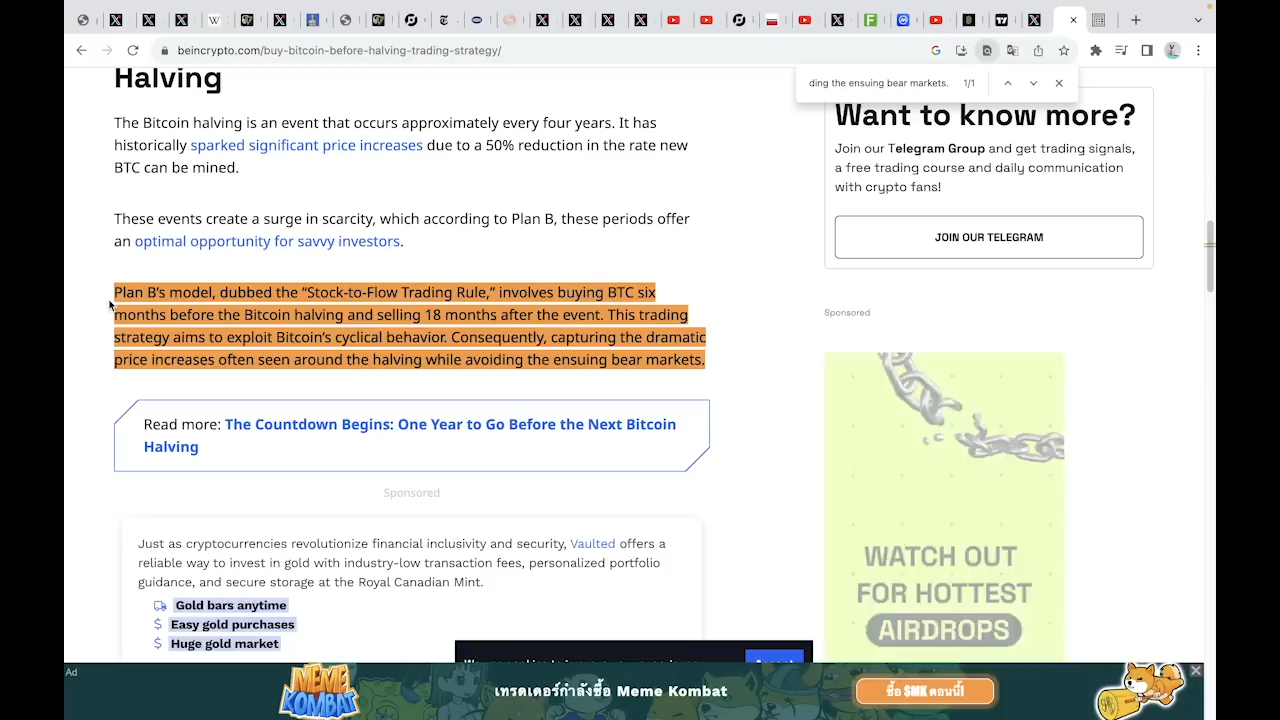 beincrypto.com/buy-bitcoin-before-halving-trading-strategy/
ding the ensuing bear markets. 1/1
Halving
The Bitcoin halving is an event that occurs approximately every four years. It has
historically sparked significant price increases due to a 50% reduction in the rate new
BTC can be mined.
These events create a surge in scarcity, which according to Plan B, these periods offer
an optimal opportunity for savvy investors.
Plan B’s model, dubbed the “Stock-to-Flow Trading Rule,” involves buying BTC six
months before the Bitcoin halving and selling 18 months after the event. This trading
strategy aims to exploit Bitcoin’s cyclical behavior. Consequently, capturing the dramatic
price increases often seen around the halving while avoiding the ensuing bear markets.
Read more: The Countdown Begins: One Year to Go Before the Next Bitcoin
Halving
Sponsored
Just as cryptocurrencies revolutionize financial inclusivity and security, Vaulted offers a
reliable way to invest in gold with industry-low transaction fees, personalized portfolio
guidance, and secure storage at the Royal Canadian Mint.
Gold bars anytime
$ Easy gold purchases
$ Huge gold market
Want to know more?
Join our Telegram Group and get trading signals,
a free trading course and daily communication
with crypto fans!
JOIN OUR TELEGRAM
Sponsored
WATCH OUT
FOR HOTTEST
AIRDROPS
Ad
MEME
KOMBAT
เทรดเดอร์กำลังซื้อ Meme Kombat
ซื้อ $MK ตอนนี้!